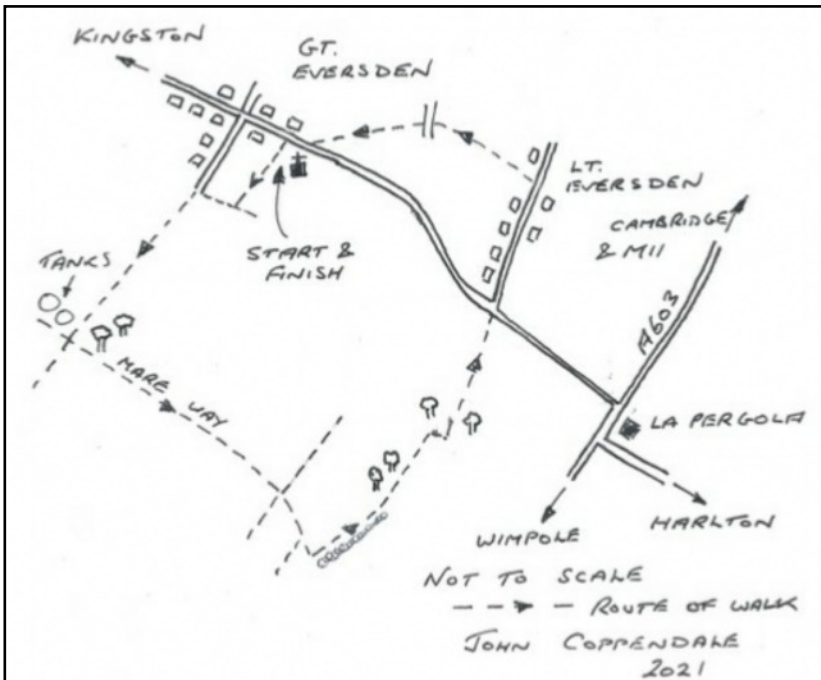 KINGSTON
GT.
EVERSDEN
LT.
EVERSDEN
CAMBRIDGE
& M11
START &
FINISH
TANKS
A603
MARE WAY
LA PERGOLA
WIMPOLE
HARLTON
NOT TO SCALE
ROUTE OF WALK
JOHN COPPENDALE
2021